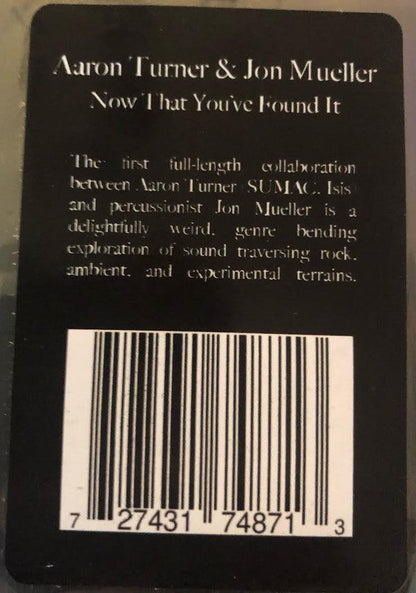 Aaron Turner & Jon Mueller
Now That You've Found It
The first full-length collaboration
between Aaron Turner (SUMAC, Isis)
and percussionist Jon Mueller is a
delightfully weird, genre bending
exploration of sound traversing rock,
ambient, and experimental terrains.
7 27431 74871 3